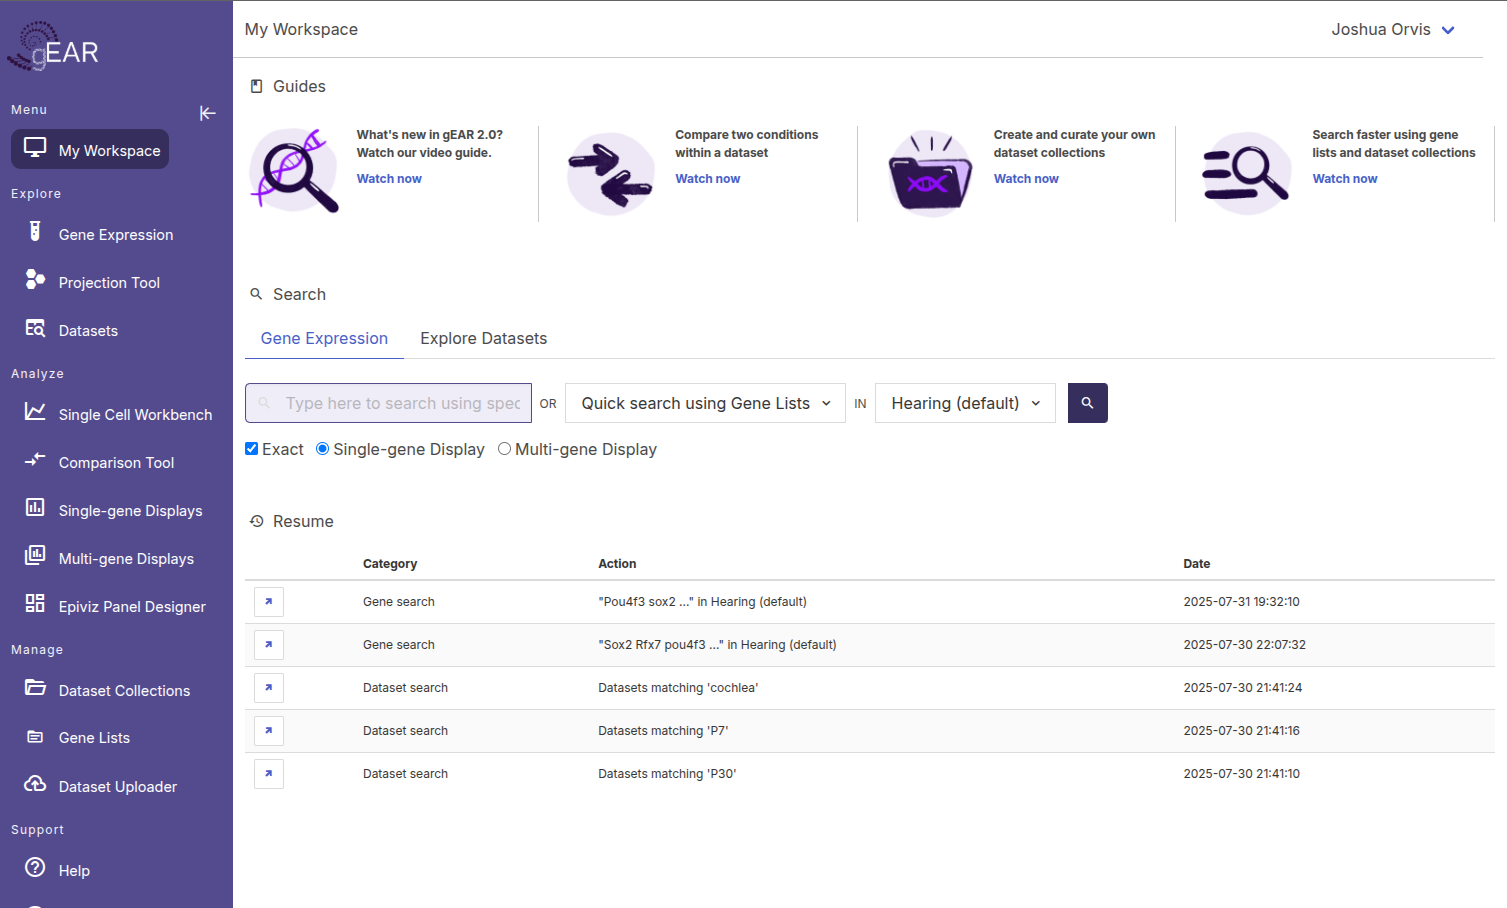 gEAR
Menu
My Workspace
Explore
Gene Expression
Projection Tool
Datasets
Analyze
Single Cell Workbench
Comparison Tool
Single-gene Displays
Multi-gene Displays
Epiviz Panel Designer
Manage
Dataset Collections
Gene Lists
Dataset Uploader
Support
Help
My Workspace
Joshua Orvis
Guides
What's new in gEAR 2.0?
Watch our video guide.
Watch now
Compare two conditions
within a dataset
Watch now
Create and curate your own
dataset collections
Watch now
Search faster using gene
lists and dataset collections
Watch now
Search
Gene Expression Explore Datasets
Type here to search using spec OR Quick search using Gene Lists IN Hearing (default)
Exact Single-gene Display Multi-gene Display
Resume
Category Action Date
Gene search "Pou4f3 sox2 ..." in Hearing (default) 2025-07-31 19:32:10
Gene search "Sox2 Rfx7 pou4f3 ..." in Hearing (default) 2025-07-30 22:07:32
Dataset search Datasets matching 'cochlea' 2025-07-30 21:41:24
Dataset search Datasets matching 'P7' 2025-07-30 21:41:16
Dataset search Datasets matching 'P30' 2025-07-30 21:41:10